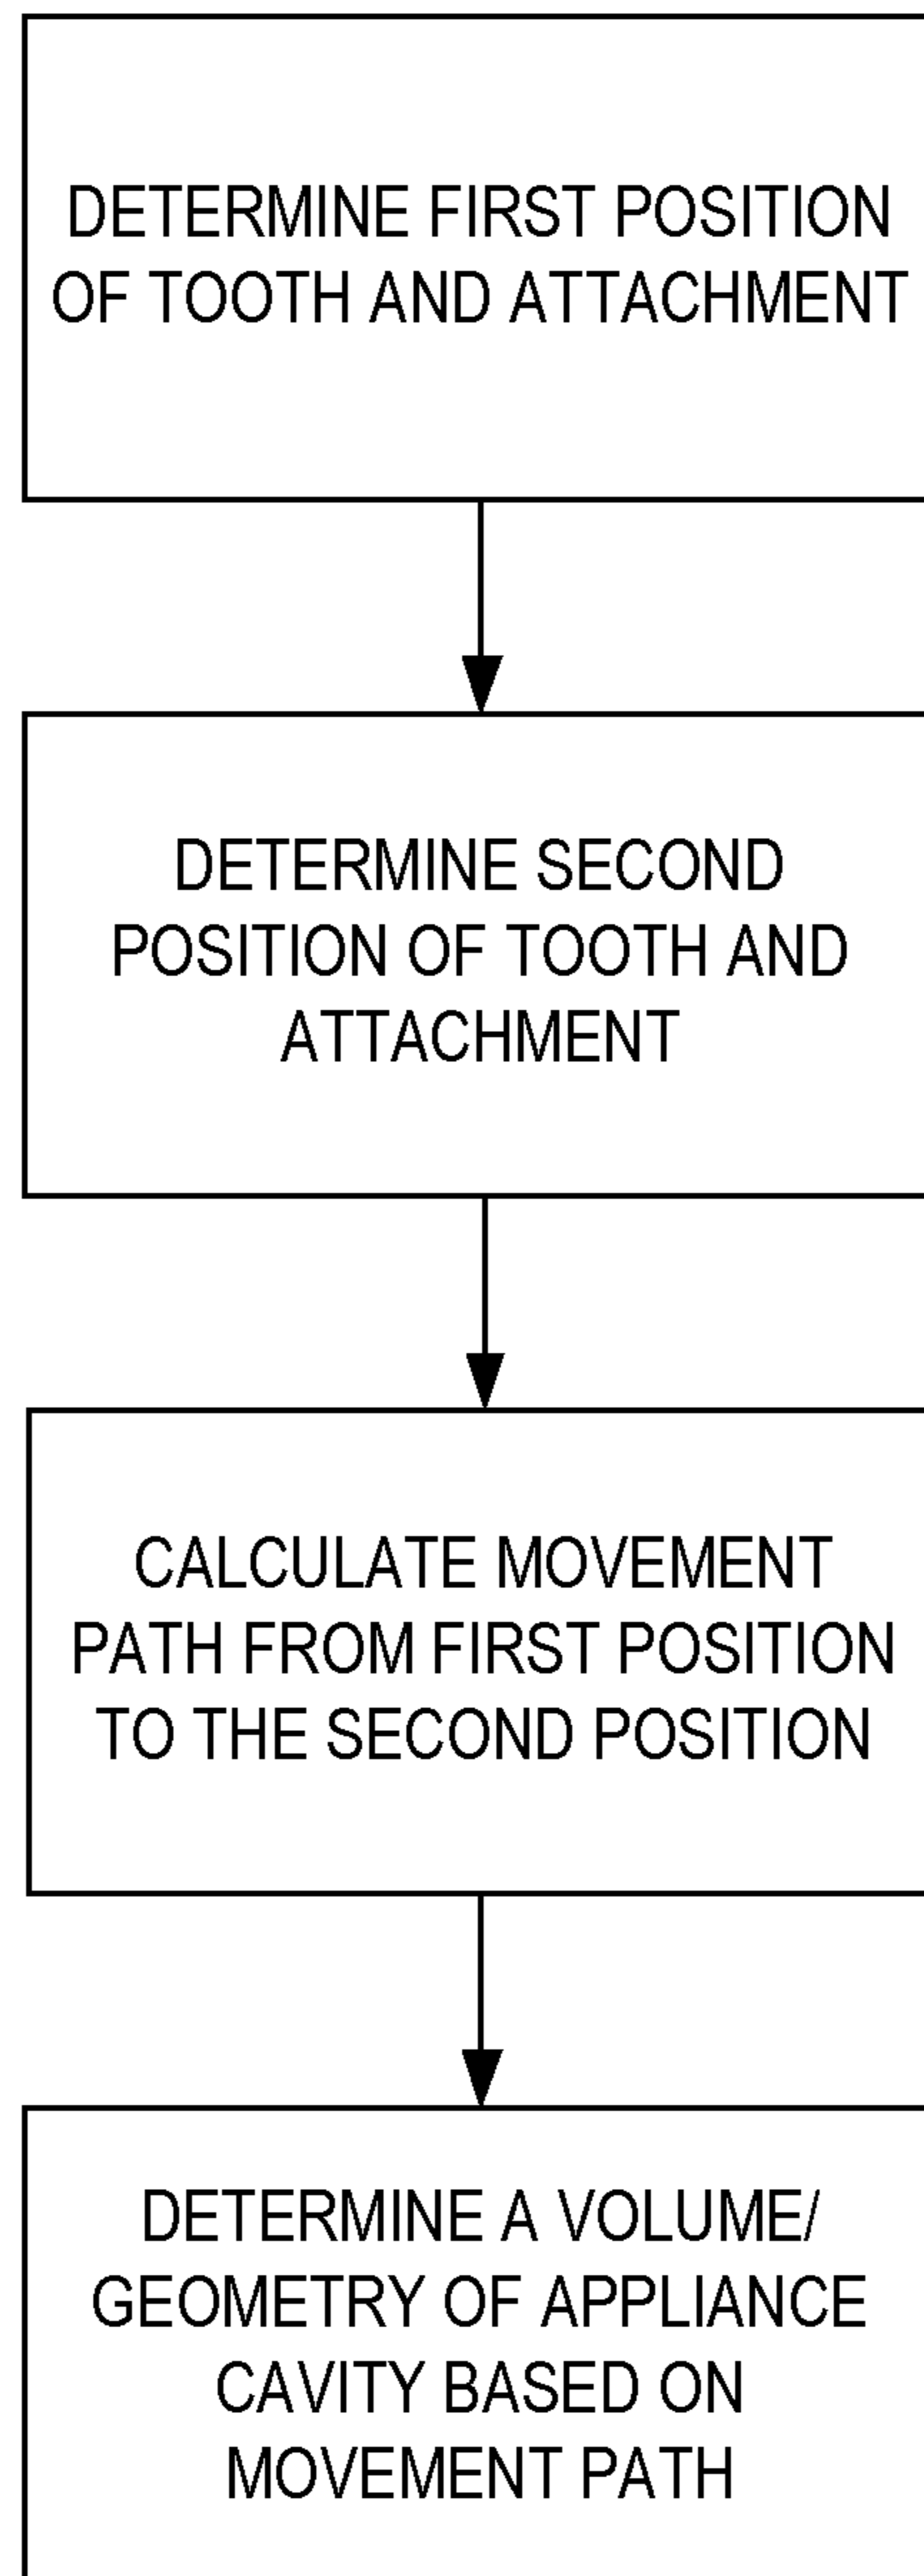 DETERMINE FIRST POSITION
OF TOOTH AND ATTACHMENT
DETERMINE SECOND
POSITION OF TOOTH AND
ATTACHMENT
CALCULATE MOVEMENT
PATH FROM FIRST POSITION
TO THE SECOND POSITION
DETERMINE A VOLUME/
GEOMETRY OF APPLIANCE
CAVITY BASED ON
MOVEMENT PATH